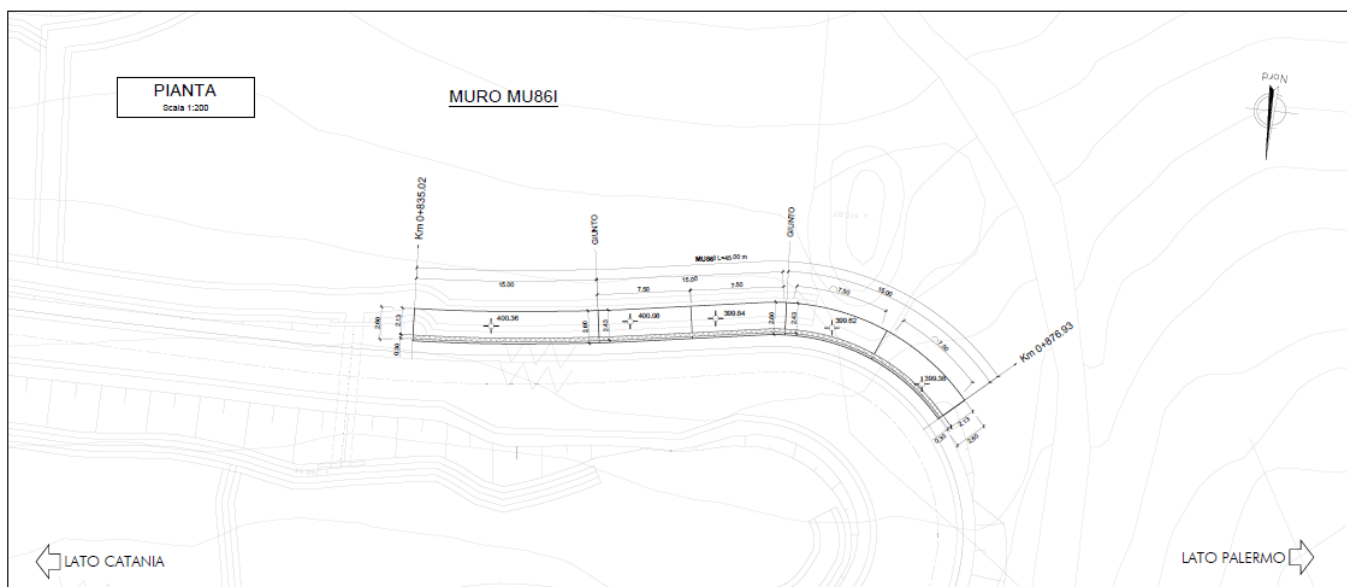 PIANTA
Scala 1:200
MURO MU86I
Nord
Km 0+835.02
GIUNTO
GIUNTO
MU86I L=45.00 m
15.00
15.00
15.00
7.50
7.50
7.50
7.50
Km 0+876.93
2.60
2.13
0.30
400.36
2.60
2.43
400.08
399.84
2.60
2.43
399.62
399.38
0.30
2.13
2.60
LATO CATANIA
LATO PALERMO